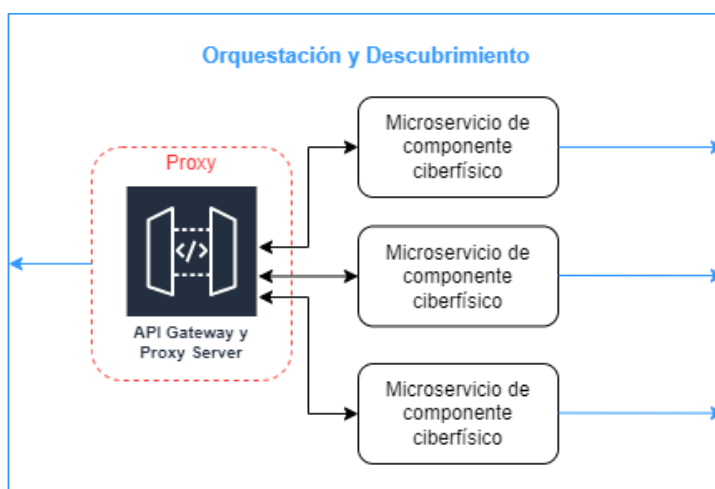 Orquestación y Descubrimiento
Proxy
</>
API Gateway y
Proxy Server
Microservicio de
componente
ciberfísico
Microservicio de
componente
ciberfísico
Microservicio de
componente
ciberfísico